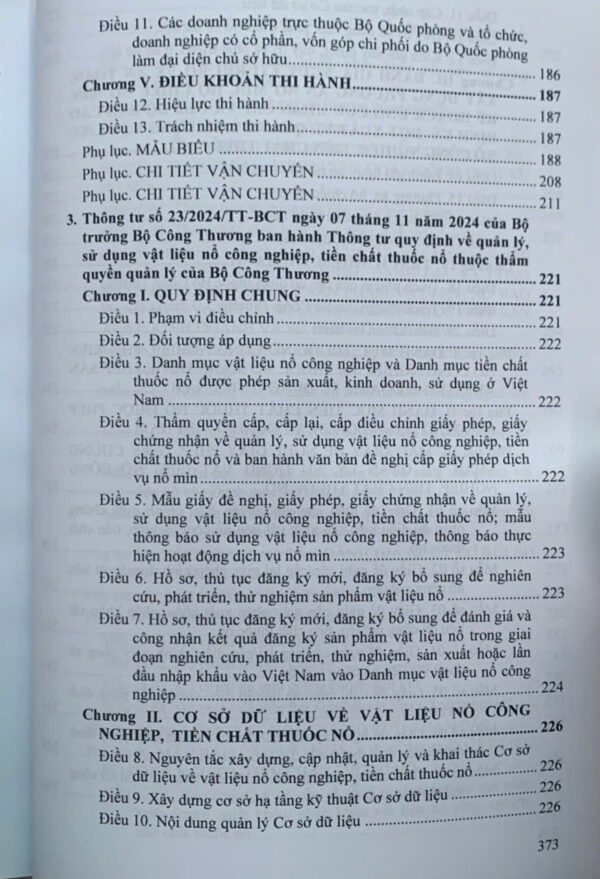 Điều 11. Các doanh nghiệp trực thuộc Bộ Quốc phòng và tổ chức,
doanh nghiệp có cổ phần, vốn góp chi phối do Bộ Quốc phòng
làm đại diện chủ sở hữu..........186
Chương V. ĐIỀU KHOẢN THI HÀNH..........187
Điều 12. Hiệu lực thi hành..........187
Điều 13. Trách nhiệm thi hành..........187
Phụ lục. MẪU BIỂU..........188
Phụ lục. CHI TIẾT VẬN CHUYỂN..........208
Phụ lục. CHI TIẾT VẬN CHUYỂN..........211
3. Thông tư số 23/2024/TT-BCT ngày 07 tháng 11 năm 2024 của Bộ
trưởng Bộ Công Thương ban hành Thông tư quy định về quản lý,
sử dụng vật liệu nổ công nghiệp, tiền chất thuốc nổ thuộc thẩm
quyền quản lý của Bộ Công Thương..........221
Chương I. QUY ĐỊNH CHUNG..........221
Điều 1. Phạm vi điều chỉnh..........221
Điều 2. Đối tượng áp dụng..........222
Điều 3. Danh mục vật liệu nổ công nghiệp và Danh mục tiền chất
thuốc nổ được phép sản xuất, kinh doanh, sử dụng ở Việt
Nam..........222
Điều 4. Thẩm quyền cấp, cấp lại, cấp điều chỉnh giấy phép, giấy
chứng nhận về quản lý, sử dụng vật liệu nổ công nghiệp, tiền
chất thuốc nổ và ban hành văn bản đề nghị cấp giấy phép dịch
vụ nổ mìn..........222
Điều 5. Mẫu giấy đề nghị, giấy phép, giấy chứng nhận về quản lý,
sử dụng vật liệu nổ công nghiệp, tiền chất thuốc nổ; mẫu
thông báo sử dụng vật liệu nổ công nghiệp, thông báo thực
hiện hoạt động dịch vụ nổ mìn..........223
Điều 6. Hồ sơ, thủ tục đăng ký mới, đăng ký bổ sung để nghiên
cứu, phát triển, thử nghiệm sản phẩm vật liệu nổ..........223
Điều 7. Hồ sơ, thủ tục đăng ký mới, đăng ký bổ sung để đánh giá và
công nhận kết quả đăng ký sản phẩm vật liệu nổ trong giai
đoạn nghiên cứu, phát triển, thử nghiệm, sản xuất hoặc lần
đầu nhập khẩu vào Việt Nam vào Danh mục vật liệu nổ công
nghiệp..........224
Chương II. CƠ SỞ DỮ LIỆU VỀ VẬT LIỆU NỔ CÔNG
NGHIỆP, TIỀN CHẤT THUỐC NỔ..........226
Điều 8. Nguyên tắc xây dựng, cập nhật, quản lý và khai thác Cơ sở
dữ liệu về vật liệu nổ công nghiệp, tiền chất thuốc nổ..........226
Điều 9. Xây dựng cơ sở hạ tầng kỹ thuật Cơ sở dữ liệu..........226
Điều 10. Nội dung quản lý Cơ sở dữ liệu..........226
373